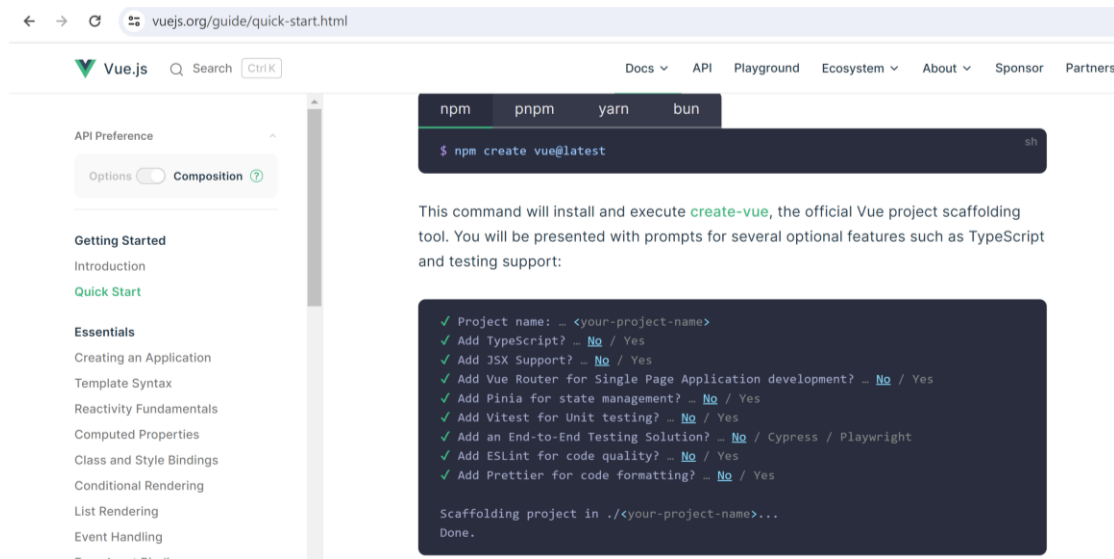 vuejs.org/guide/quick-start.html
Vue.js Search Ctrl K Docs API Playground Ecosystem About Sponsor Partners
API Preference
Options Composition ?
Getting Started
Introduction
Quick Start
Essentials
Creating an Application
Template Syntax
Reactivity Fundamentals
Computed Properties
Class and Style Bindings
Conditional Rendering
List Rendering
Event Handling
npm pnpm yarn bun
sh
$ npm create vue@latest
This command will install and execute create-vue, the official Vue project scaffolding
tool. You will be presented with prompts for several optional features such as TypeScript
and testing support:
✓ Project name: … <your-project-name>
✓ Add TypeScript? … No / Yes
✓ Add JSX Support? … No / Yes
✓ Add Vue Router for Single Page Application development? … No / Yes
✓ Add Pinia for state management? … No / Yes
✓ Add Vitest for Unit testing? … No / Yes
✓ Add an End-to-End Testing Solution? … No / Cypress / Playwright
✓ Add ESLint for code quality? … No / Yes
✓ Add Prettier for code formatting? … No / Yes
Scaffolding project in ./<your-project-name>...
Done.